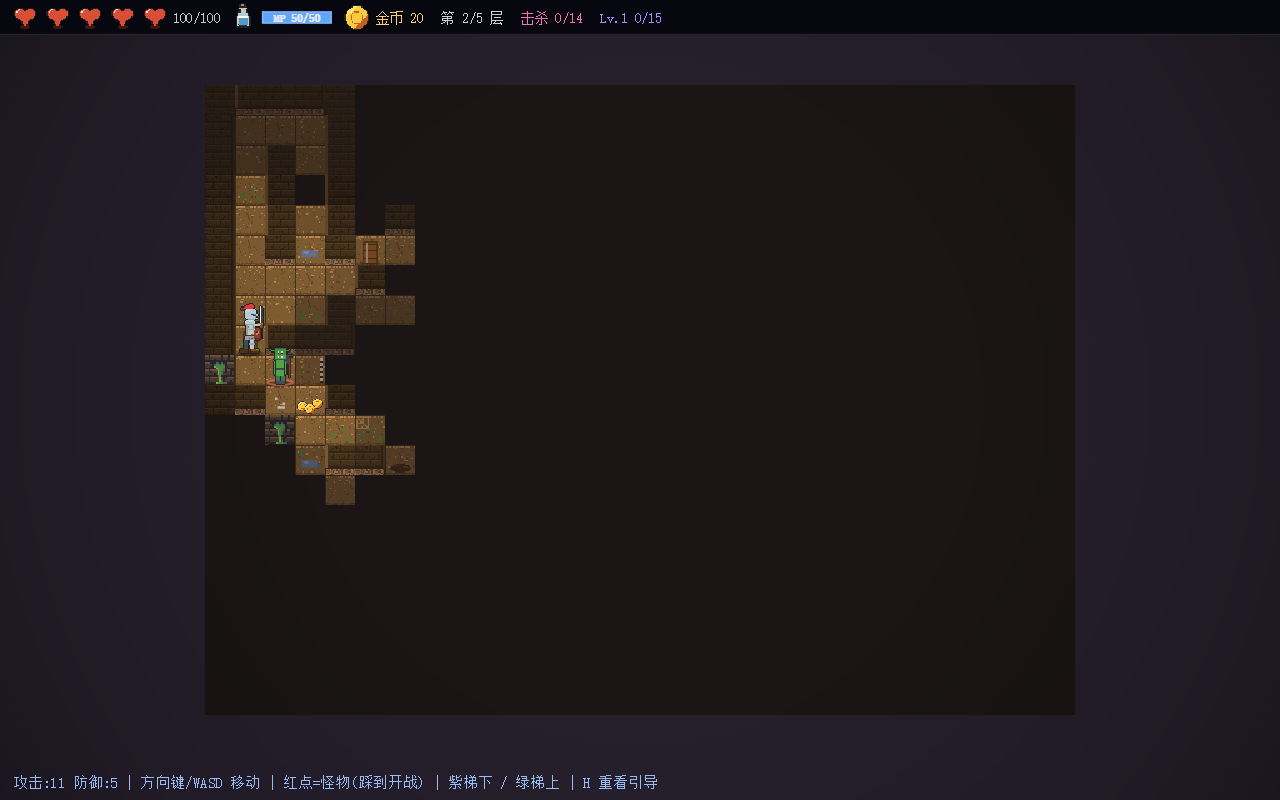 100/100 MP 50/50 金币 20 第 2/5 层 击杀 0/14 Lv.1 0/15
攻击:11 防御:5 | 方向键/WASD 移动 | 红点=怪物(踩到开战) | 紫梯下 / 绿梯上 | H 重看引导